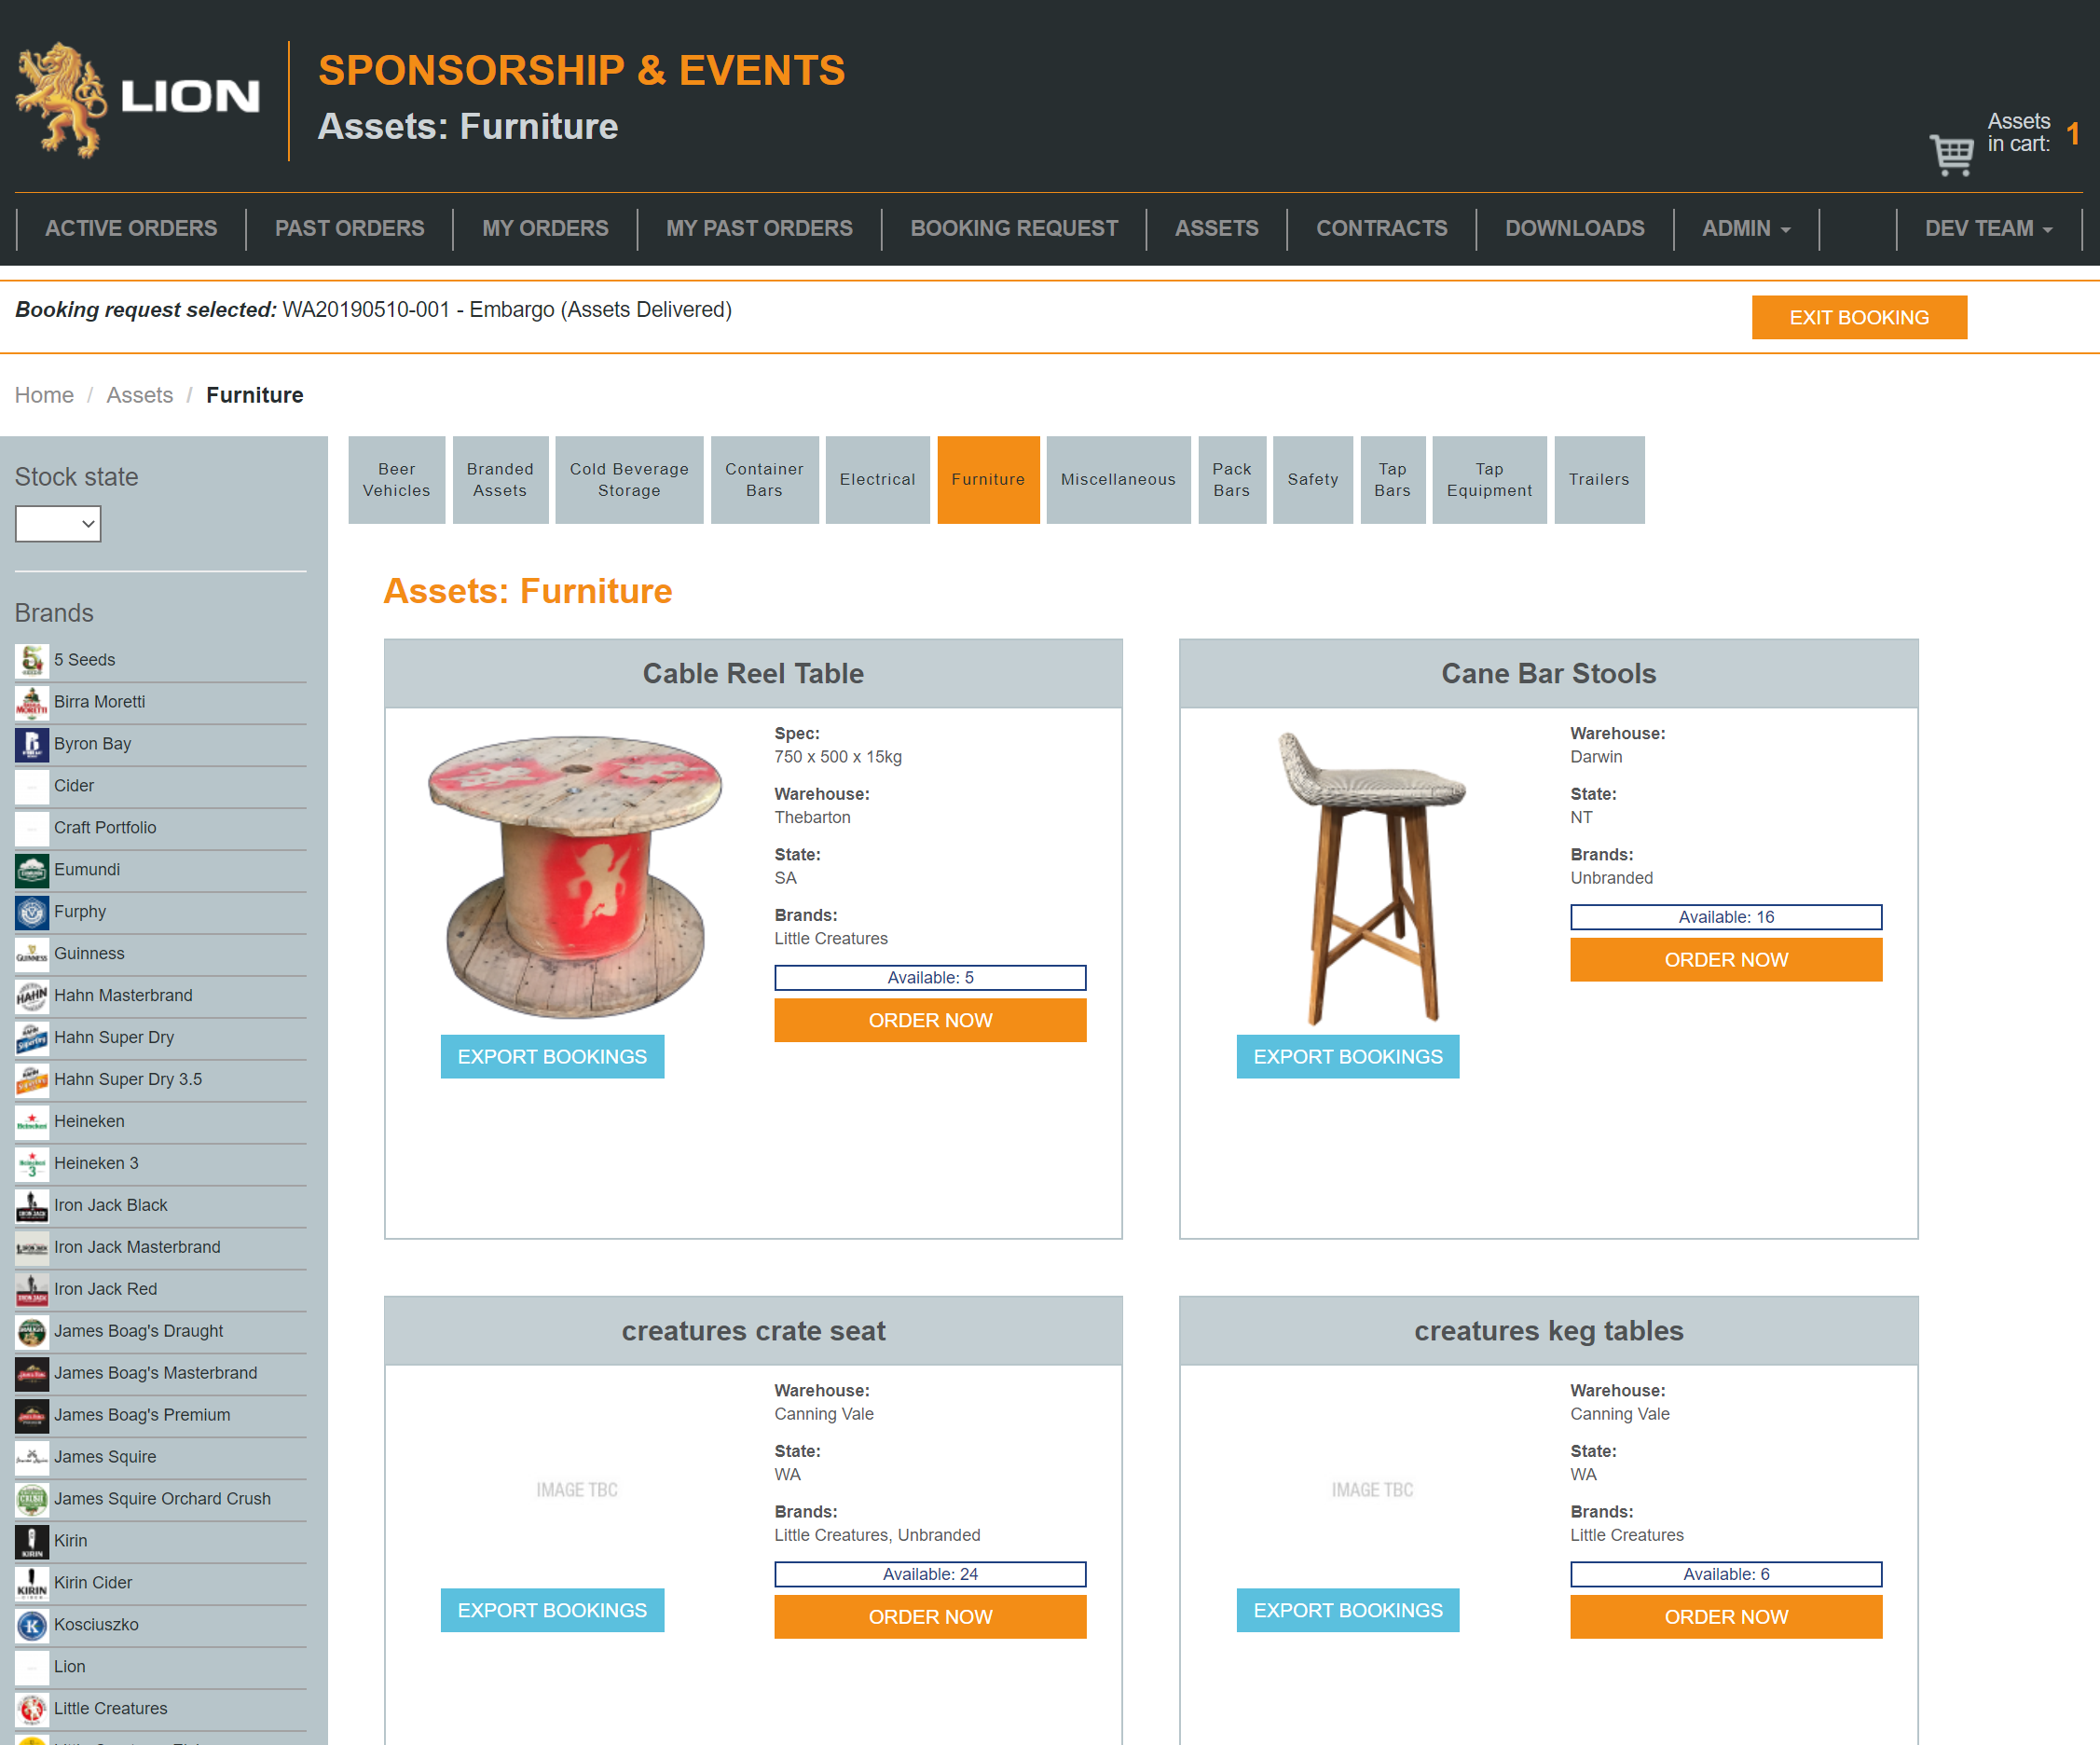 LION
SPONSORSHIP & EVENTS
Assets: Furniture
Assets
in cart:
1
ACTIVE ORDERS
PAST ORDERS
MY ORDERS
MY PAST ORDERS
BOOKING REQUEST
ASSETS
CONTRACTS
DOWNLOADS
ADMIN
DEV TEAM
Booking request selected: WA20190510-001 - Embargo (Assets Delivered)
EXIT BOOKING
Home / Assets / Furniture
Stock state
Brands
5 Seeds
Birra Moretti
Byron Bay
Cider
Craft Portfolio
Eumundi
Furphy
Guinness
Hahn Masterbrand
Hahn Super Dry
Hahn Super Dry 3.5
Heineken
Heineken 3
Iron Jack Black
Iron Jack Masterbrand
Iron Jack Red
James Boag's Draught
James Boag's Masterbrand
James Boag's Premium
James Squire
James Squire Orchard Crush
Kirin
Kirin Cider
Kosciuszko
Lion
Little Creatures
Beer
Vehicles
Branded
Assets
Cold Beverage
Storage
Container
Bars
Electrical
Furniture
Miscellaneous
Pack
Bars
Safety
Tap
Bars
Tap
Equipment
Trailers
Assets: Furniture
Cable Reel Table
Spec:
750 x 500 x 15kg
Warehouse:
Thebarton
State:
SA
Brands:
Little Creatures
Available: 5
ORDER NOW
EXPORT BOOKINGS
Cane Bar Stools
Warehouse:
Darwin
State:
NT
Brands:
Unbranded
Available: 16
ORDER NOW
EXPORT BOOKINGS
creatures crate seat
IMAGE TBC
Warehouse:
Canning Vale
State:
WA
Brands:
Little Creatures, Unbranded
Available: 24
ORDER NOW
EXPORT BOOKINGS
creatures keg tables
IMAGE TBC
Warehouse:
Canning Vale
State:
WA
Brands:
Little Creatures
Available: 6
ORDER NOW
EXPORT BOOKINGS